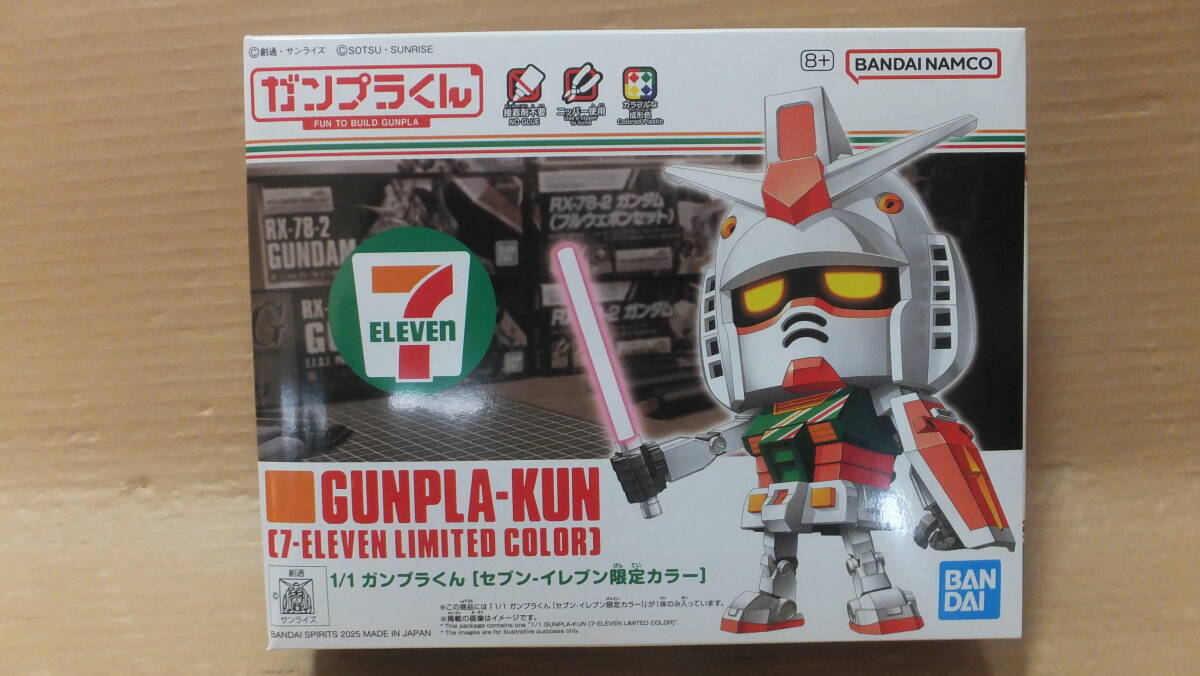 ©創通・サンライズ ©SOTSU・SUNRISE
8+
BANDAI NAMCO
ガンプラくん
FUN TO BUILD GUNPLA
接着剤不要
NO GLUE
ニッパー使用
カラフルな
成形色
Colored Plastic
RX-78-2
GUNDAM
RX-78-2 ガンダム
(フルウェポンセット)
ガンダム
7
ELEVEn
GUNPLA-KUN
[7-ELEVEN LIMITED COLOR]
1/1 ガンプラくん [セブン-イレブン限定カラー]
げんてい
創通
サンライズ
©
※この商品には「1/1 ガンプラくん [セブン-イレブン限定カラー]」が1体のみ入っています。
※掲載の画像はイメージです。
* This package contains one "1/1 GUNPLA-KUN [7-ELEVEN LIMITED COLOR]".
* The images are for illustrative purposes only.
BANDAI SPIRITS 2025 MADE IN JAPAN
BAN
DAI